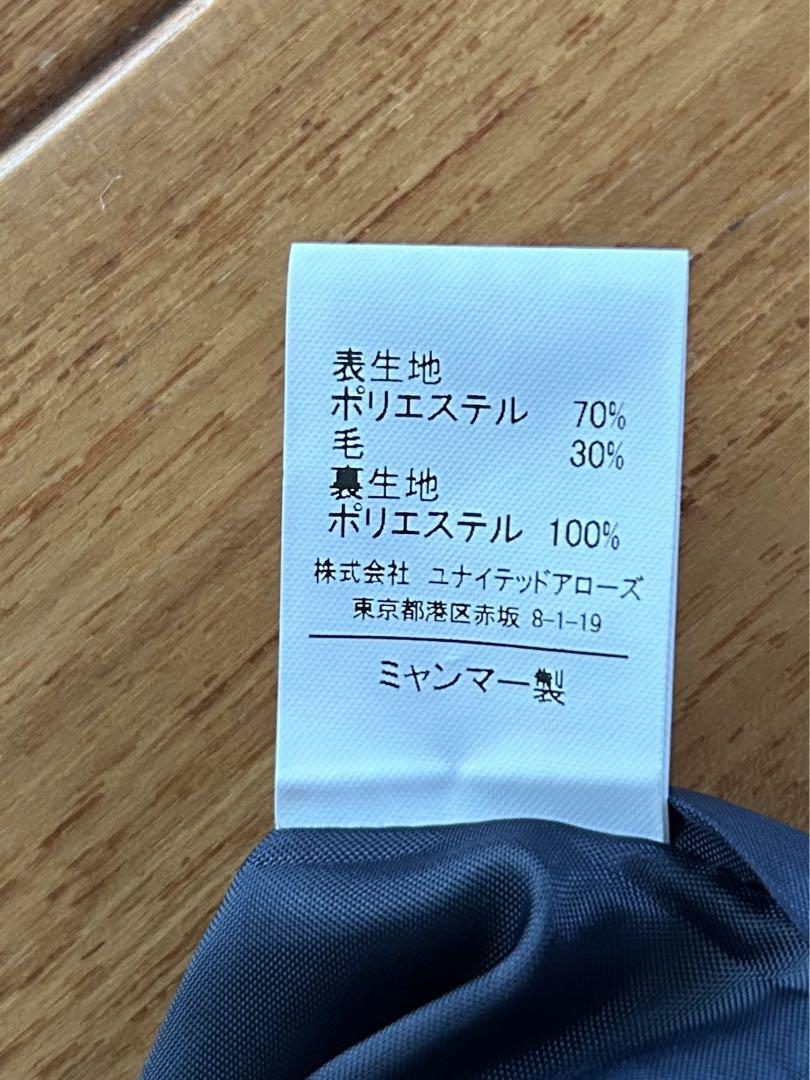 表生地
ポリエステル 70%
毛 30%
裏生地
ポリエステル 100%
株式会社 ユナイテッドアローズ
東京都港区赤坂 8-1-19
ミャンマー製